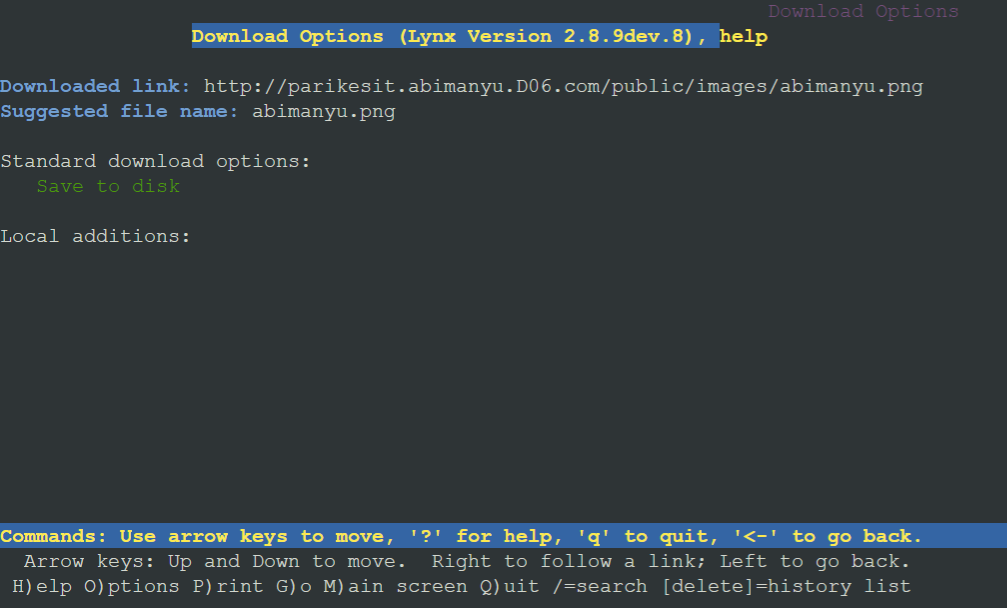 Download Options
Download Options (Lynx Version 2.8.9dev.8), help
Downloaded link: http://parikesit.abimanyu.D06.com/public/images/abimanyu.png
Suggested file name: abimanyu.png
Standard download options:
Save to disk
Local additions:
Commands: Use arrow keys to move, '?' for help, 'q' to quit, '<-' to go back.
Arrow keys: Up and Down to move.  Right to follow a link; Left to go back.
H)elp O)ptions P)rint G)o M)ain screen Q)uit /=search [delete]=history list